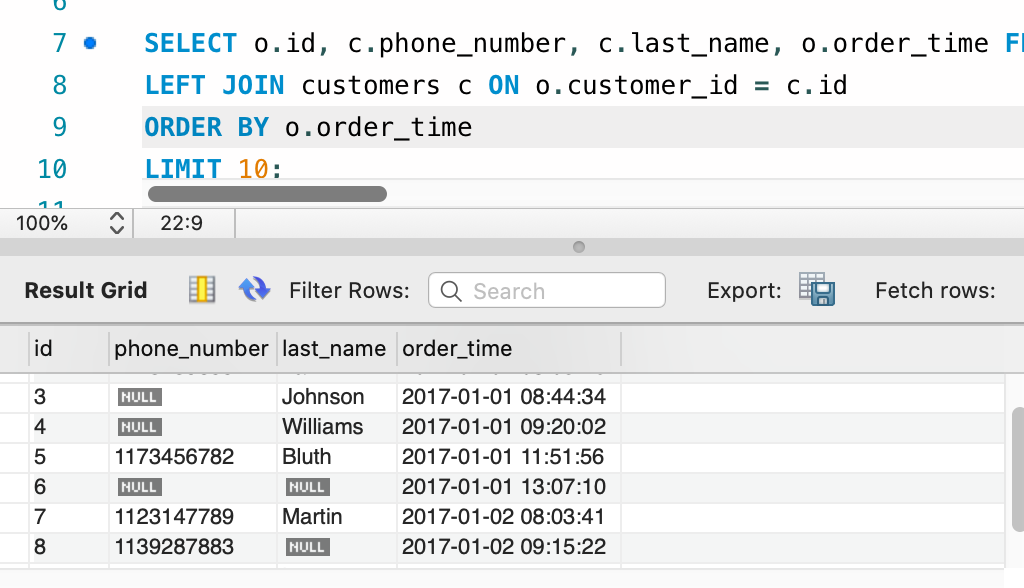 6
7 SELECT o.id, c.phone_number, c.last_name, o.order_time
8 LEFT JOIN customers c ON o.customer_id = c.id
9 ORDER BY o.order_time
10 LIMIT 10;
11
100% 22:9
Result Grid Filter Rows: Search Export: Fetch rows:
id phone_number last_name order_time
3 NULL Johnson 2017-01-01 08:44:34
4 NULL Williams 2017-01-01 09:20:02
5 1173456782 Bluth 2017-01-01 11:51:56
6 NULL NULL 2017-01-01 13:07:10
7 1123147789 Martin 2017-01-02 08:03:41
8 1139287883 NULL 2017-01-02 09:15:22